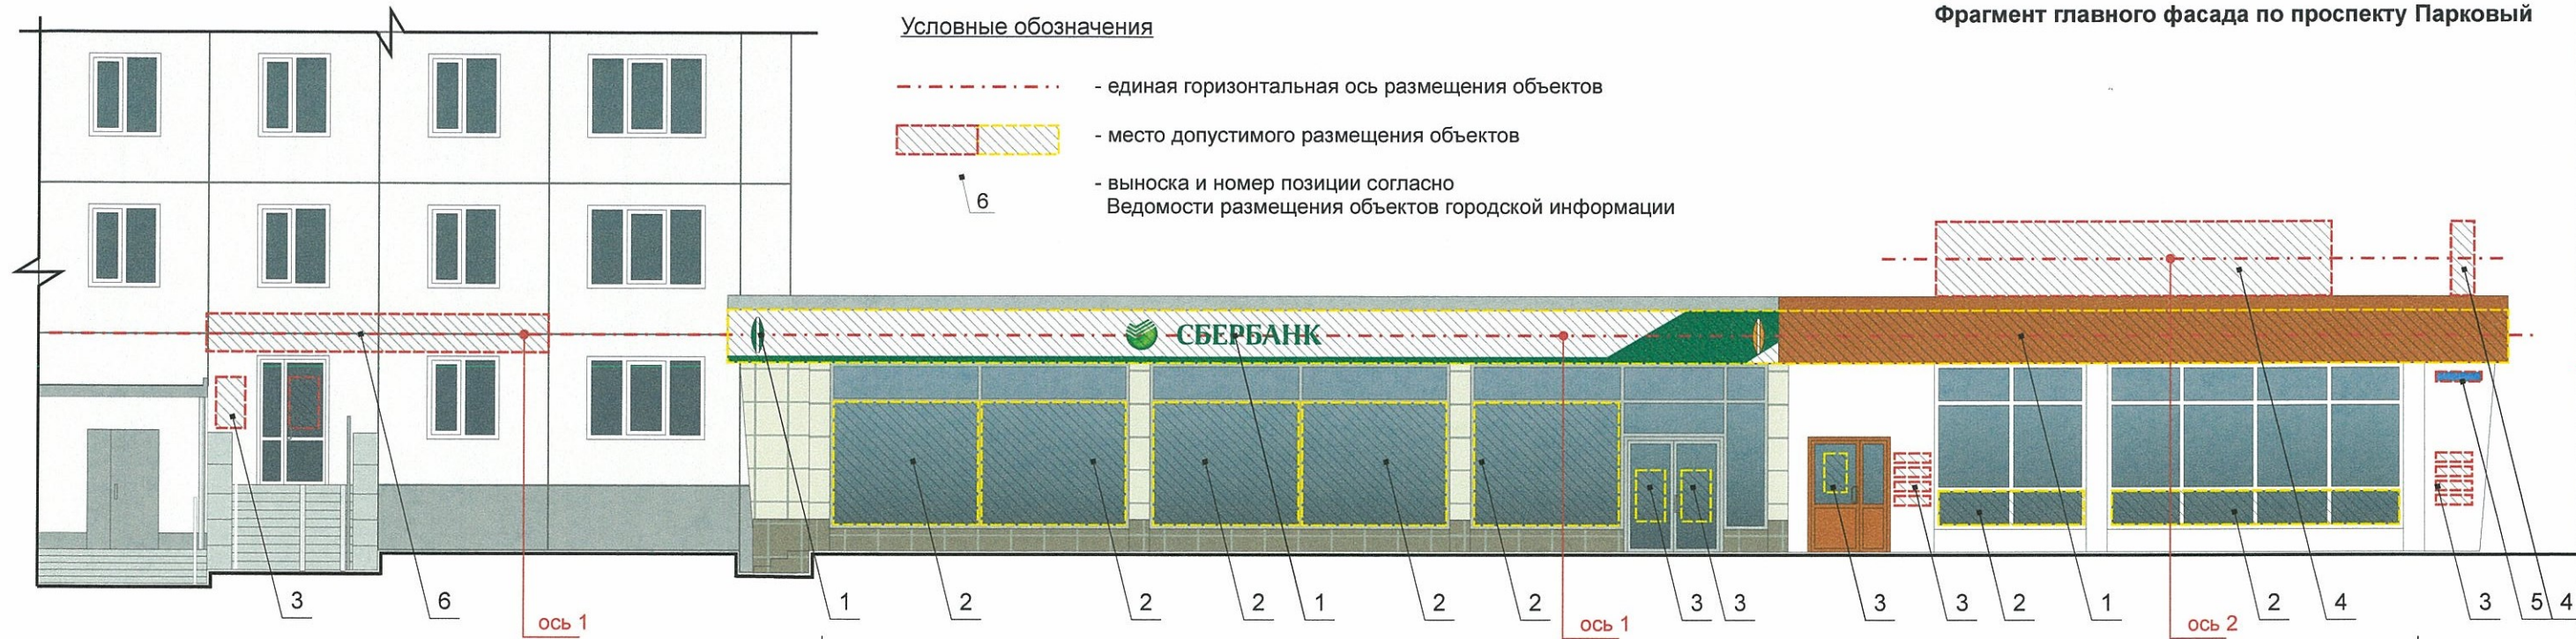 Условные обозначения
Фрагмент главного фасада по проспекту Парковый
- единая горизонтальная ось размещения объектов
- место допустимого размещения объектов
- выноска и номер позиции согласно
6
Ведомости размещения объектов городской информации
СБЕРБАНК
3
6
ось 1
1
2
2
2
1
2
2
ось 1
3
3
3
3
2
1
ось 2
2
4
3
5
4